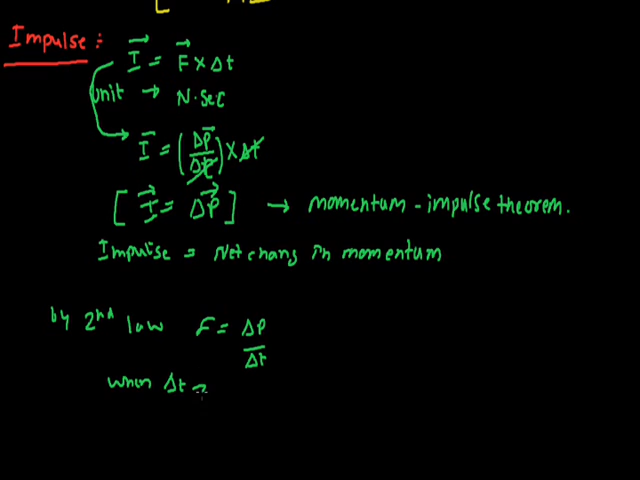 Impulse :
I⃗ = F⃗ × Δt
unit → N·sec
I⃗ = (ΔP⃗/Δt) × Δt
[ I⃗ = ΔP⃗ ] → momentum - impulse theorem.
Impulse = Net chang in momentum
by 2nd law F = ΔP/Δt
when Δt